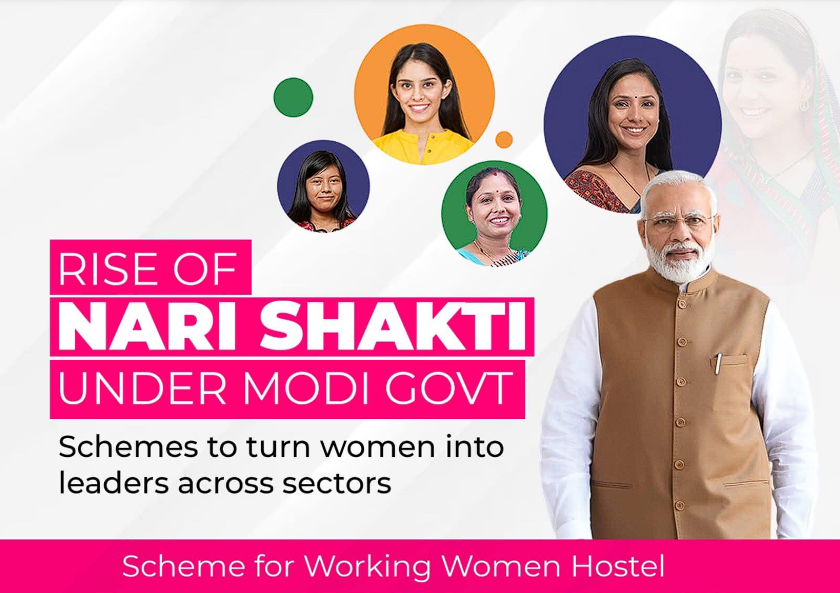 RISE OF
NARI SHAKTI
UNDER MODI GOVT
Schemes to turn women into
leaders across sectors
Scheme for Working Women Hostel